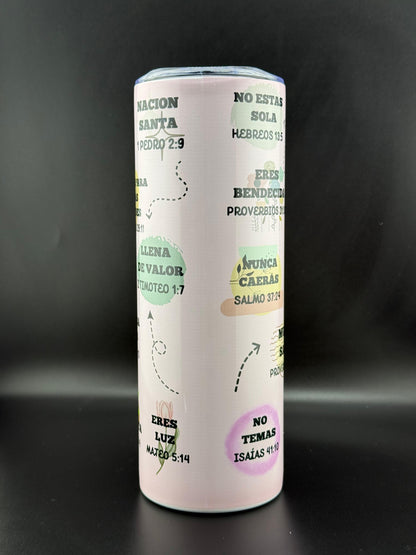 NACION
SANTA
1 PEDRO 2:9
NO ESTAS
SOLA
HEBREOS 13:5
ERES
BENDECIDA
PROVERBIOS
LLENA
DE VALOR
TIMOTEO 1:7
NUNCA
CAERÁS
SALMO 37:24
ERES
LUZ
MATEO 5:14
NO
TEMAS
ISAÍAS 41:10